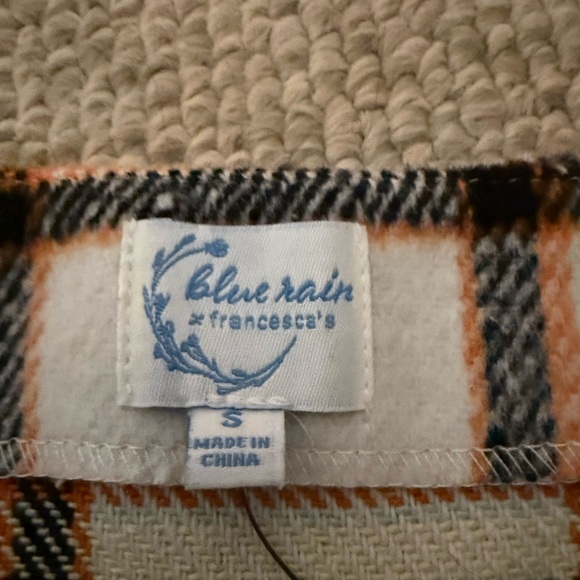 blue rain
x francesca's
S
MADE IN
CHINA